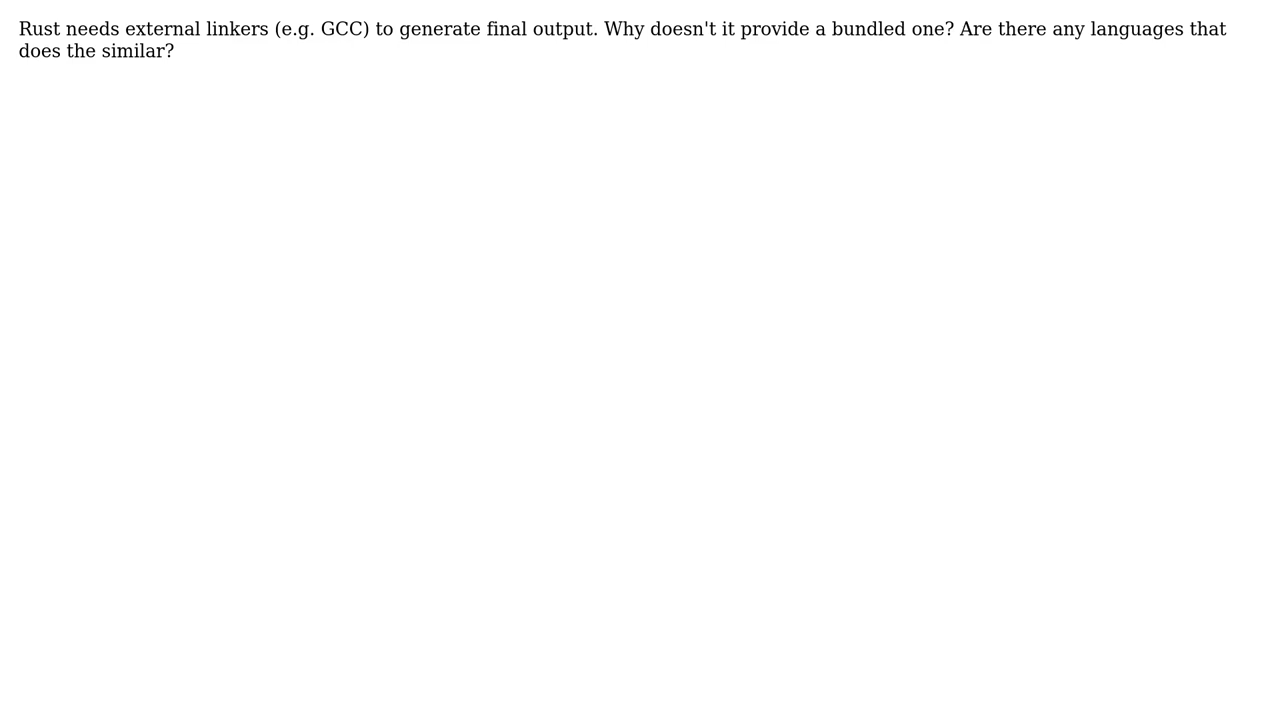 Rust needs external linkers (e.g. GCC) to generate final output. Why doesn't it provide a bundled one? Are there any languages that
does the similar?